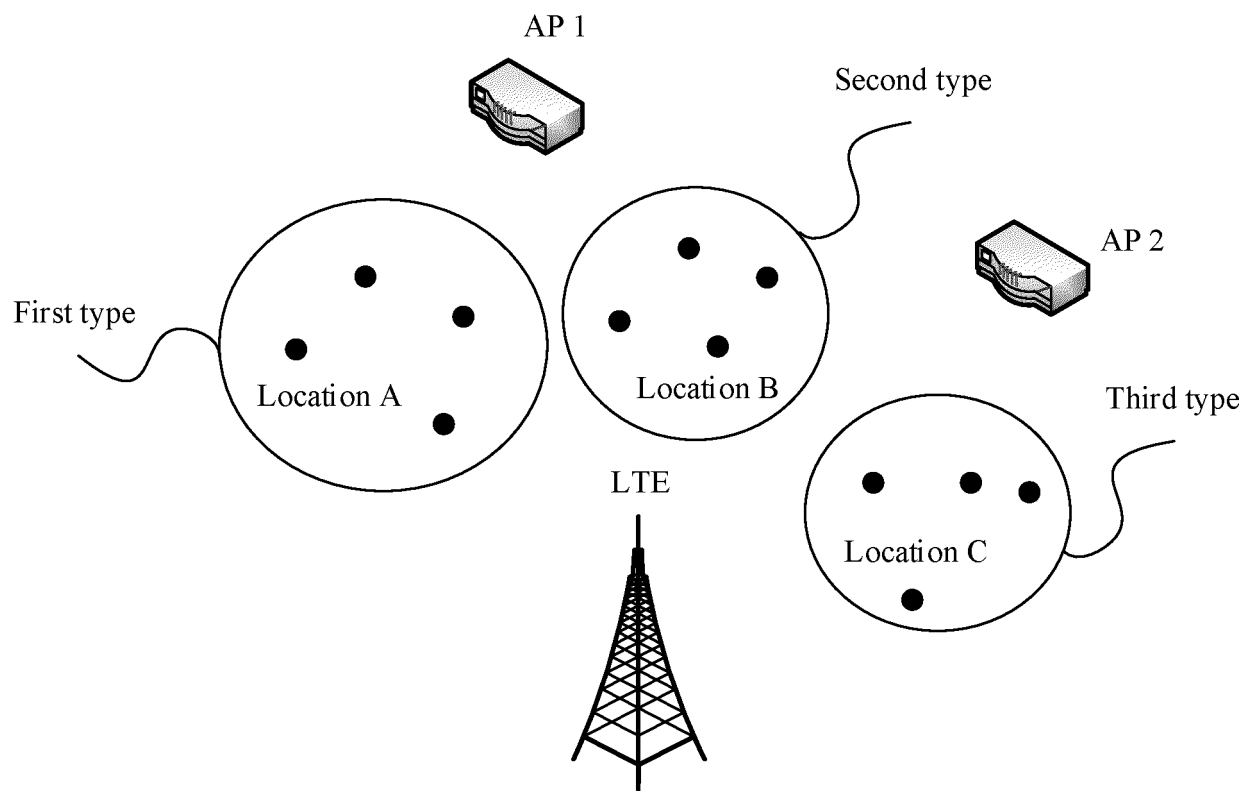 AP 1
Second type
AP 2
First type
Location A
Location B
Third type
LTE
Location C